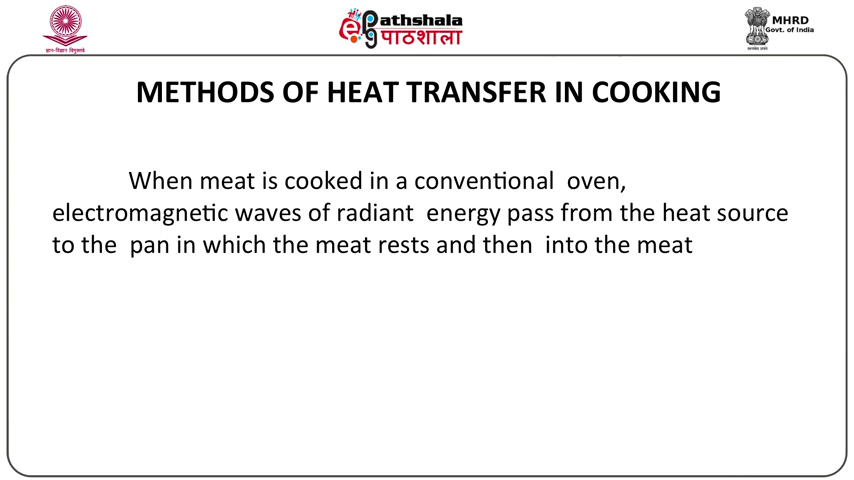 ज्ञान-विज्ञान विमुक्तये
ePathshala
पाठशाला
MHRD
Govt. of India
METHODS OF HEAT TRANSFER IN COOKING
When meat is cooked in a conventional oven,
electromagnetic waves of radiant energy pass from the heat source
to the pan in which the meat rests and then into the meat